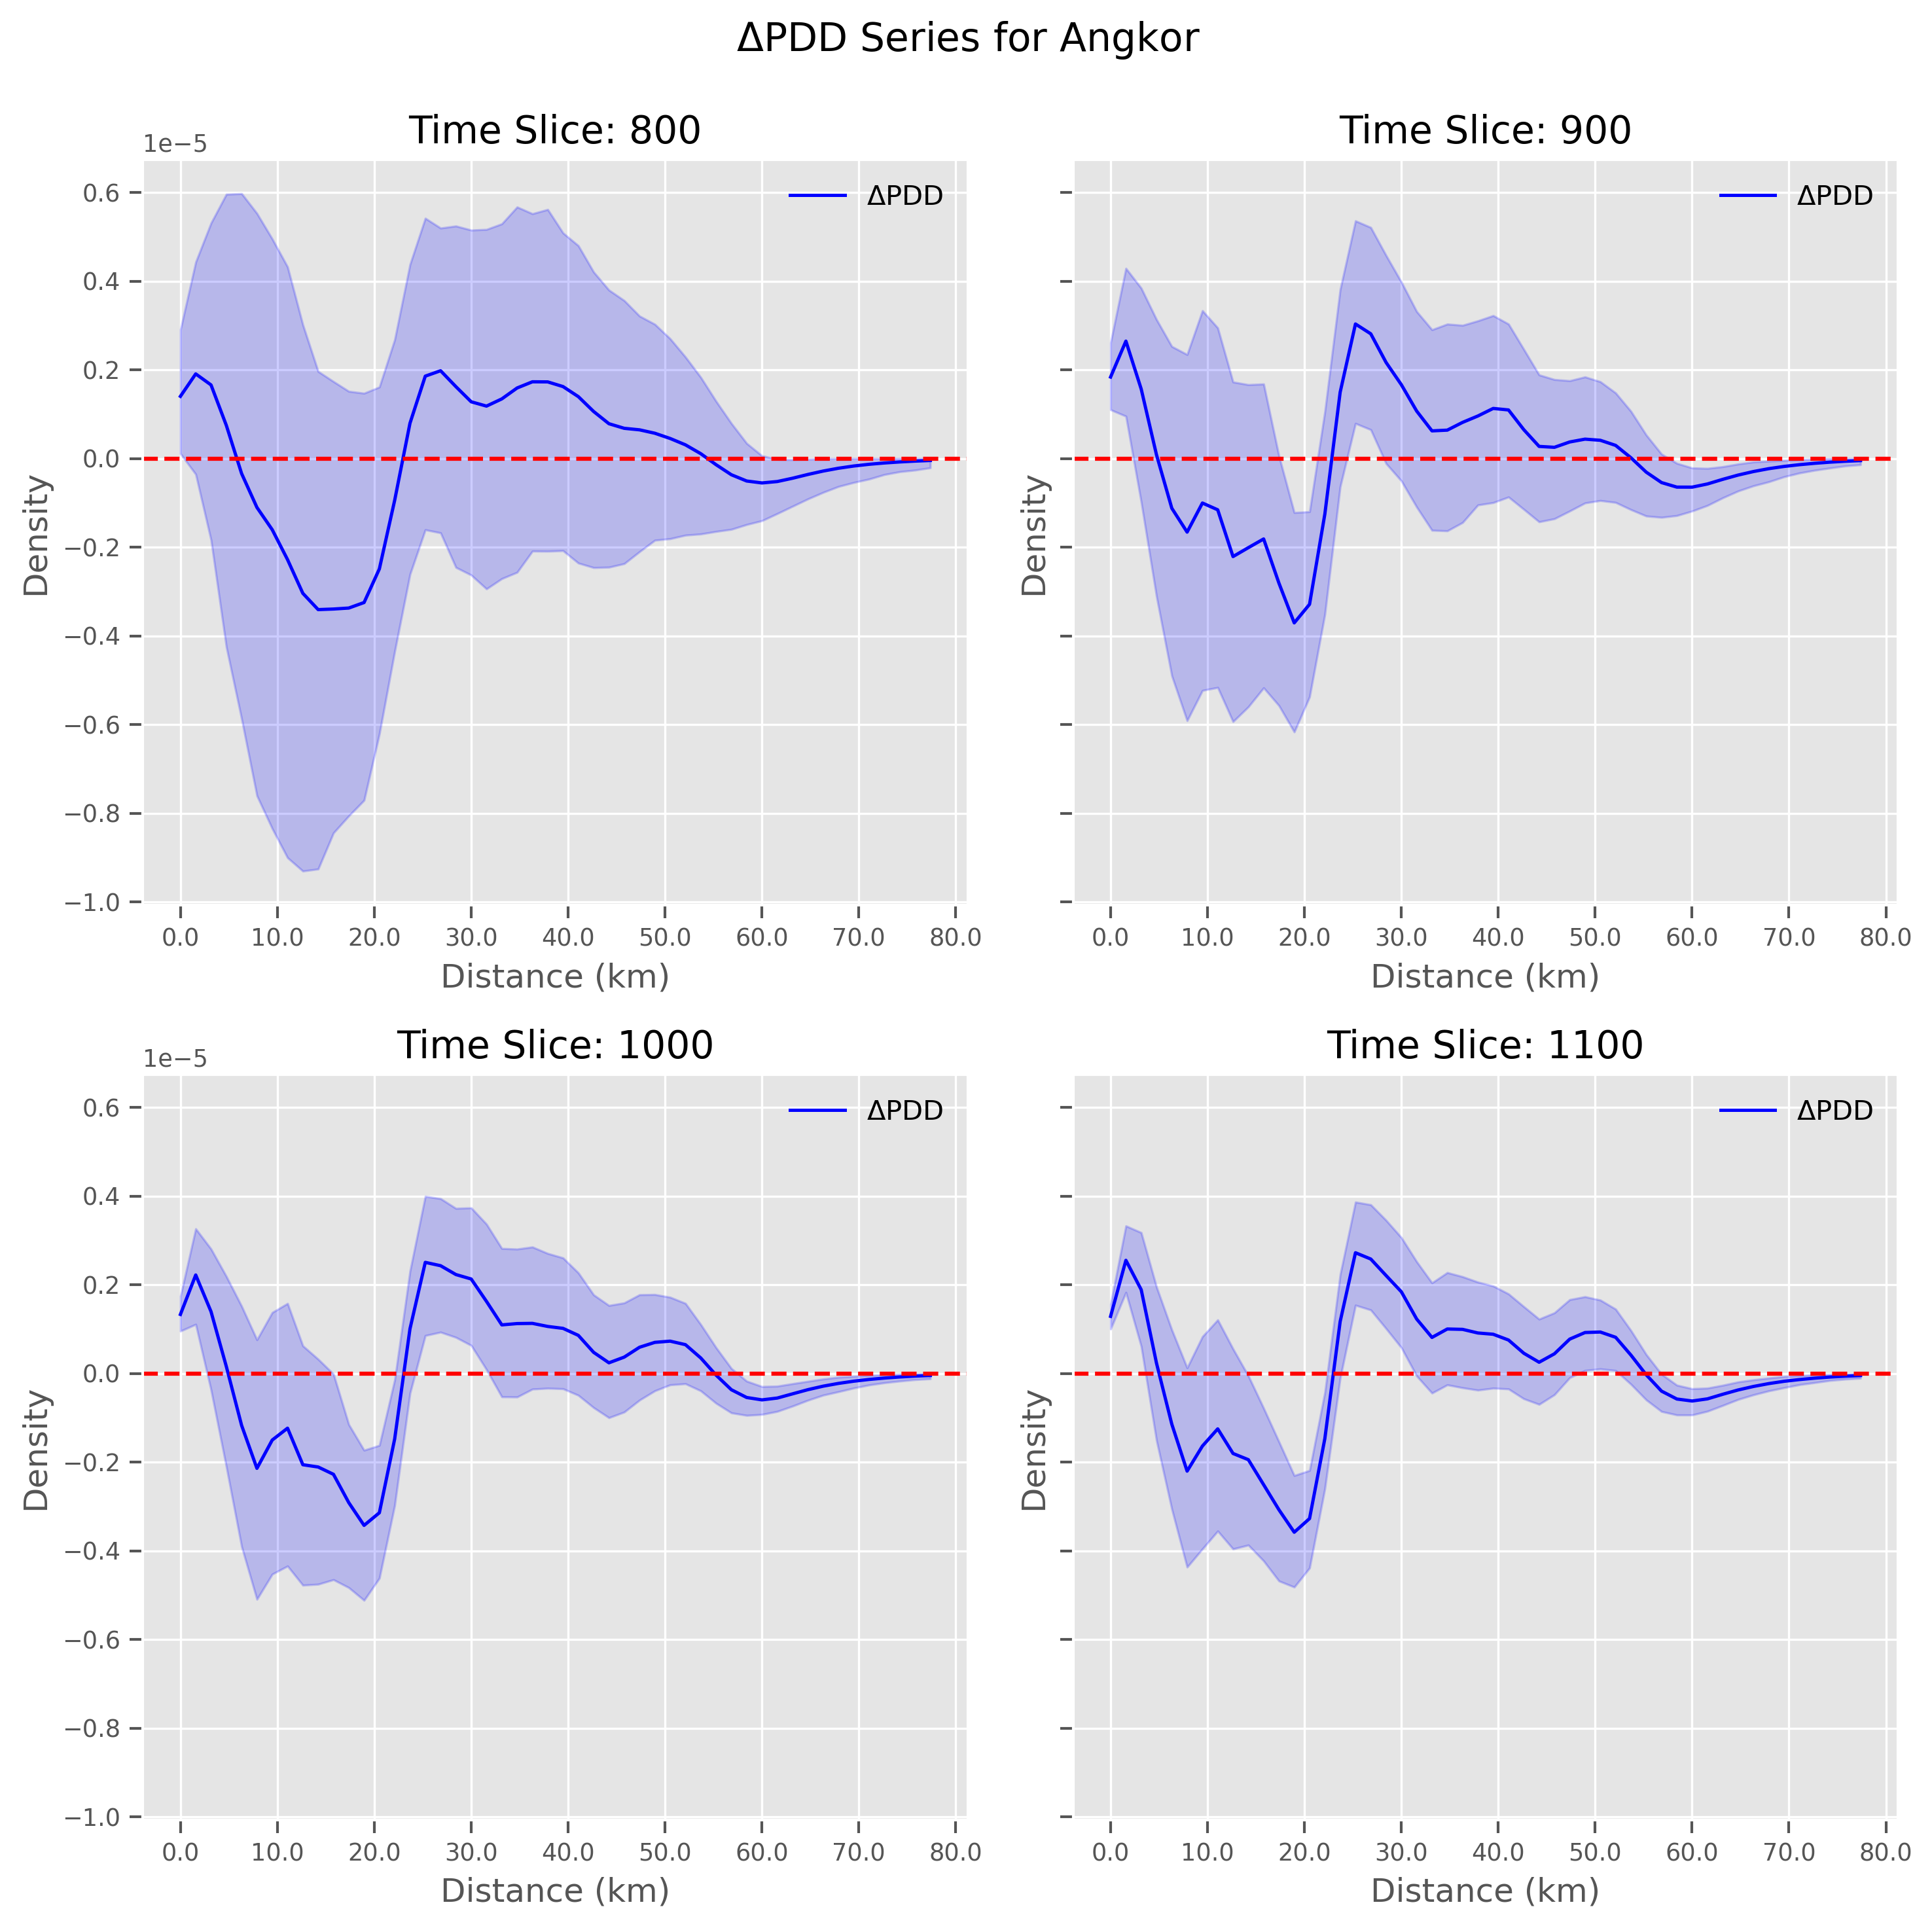 ΔPDD Series for Angkor
Time Slice: 800
1e−5
ΔPDD
0.6
0.4
0.2
0.0
−0.2
−0.4
−0.6
−0.8
−1.0
Density
0.0 10.0 20.0 30.0 40.0 50.0 60.0 70.0 80.0
Distance (km)
Time Slice: 900
ΔPDD
Density
0.0 10.0 20.0 30.0 40.0 50.0 60.0 70.0 80.0
Distance (km)
Time Slice: 1000
1e−5
ΔPDD
0.6
0.4
0.2
0.0
−0.2
−0.4
−0.6
−0.8
−1.0
Density
0.0 10.0 20.0 30.0 40.0 50.0 60.0 70.0 80.0
Distance (km)
Time Slice: 1100
ΔPDD
Density
0.0 10.0 20.0 30.0 40.0 50.0 60.0 70.0 80.0
Distance (km)